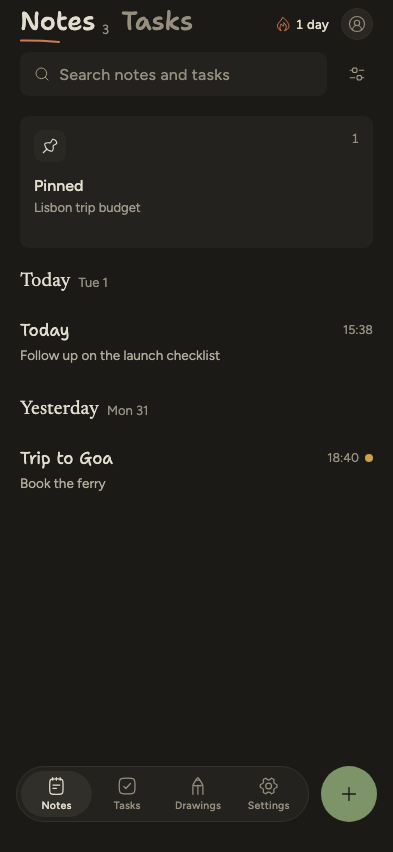 Notes 3 Tasks 1 day
Search notes and tasks
1
Pinned
Lisbon trip budget
Today Tue 1
Today 15:38
Follow up on the launch checklist
Yesterday Mon 31
Trip to Goa 18:40
Book the ferry
Notes Tasks Drawings Settings